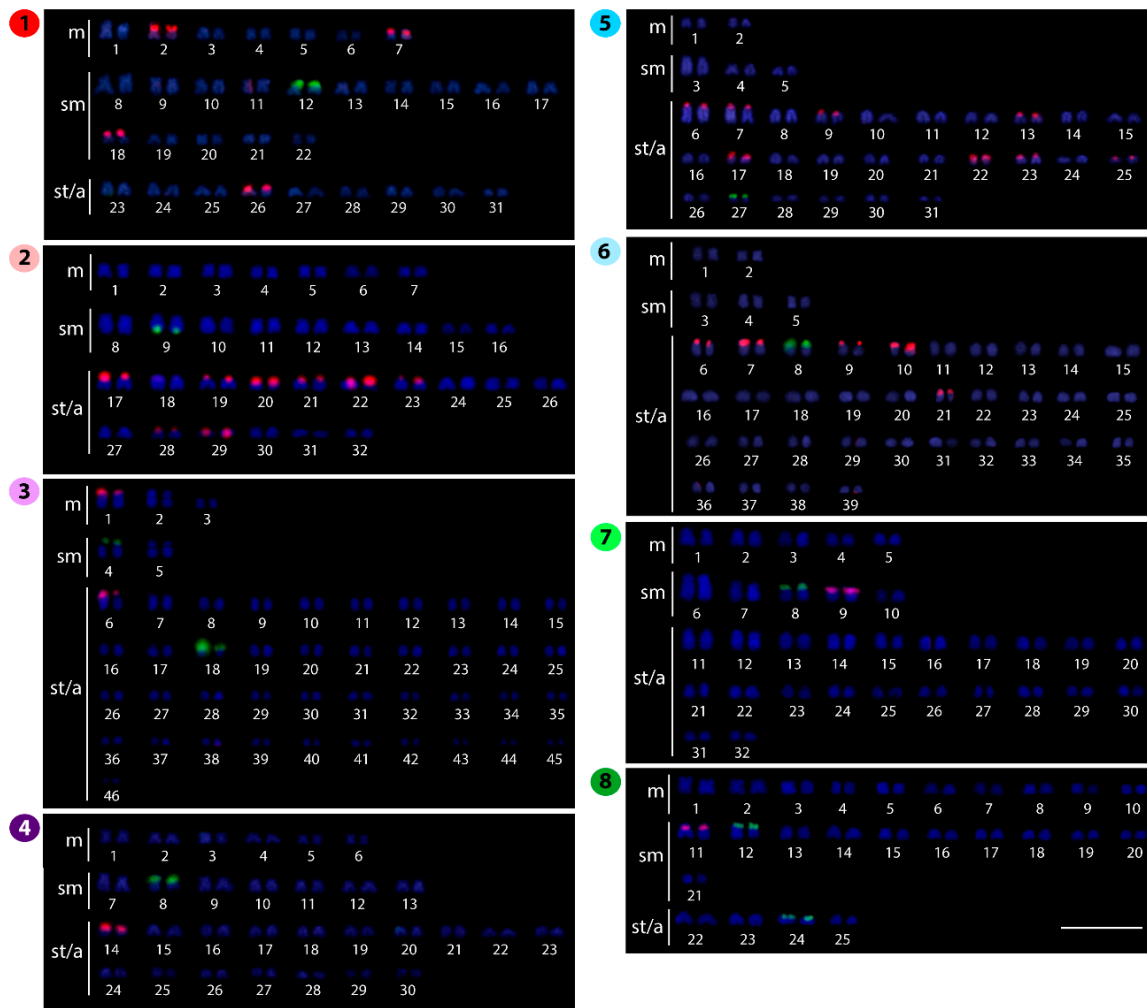 1
m
1 2 3 4 5 6 7
sm
8 9 10 11 12 13 14 15 16 17
18 19 20 21 22
st/a
23 24 25 26 27 28 29 30 31
2
m
1 2 3 4 5 6 7
sm
8 9 10 11 12 13 14 15 16
st/a
17 18 19 20 21 22 23 24 25 26
27 28 29 30 31 32
3
m
1 2 3
sm
4 5
st/a
6 7 8 9 10 11 12 13 14 15
16 17 18 19 20 21 22 23 24 25
26 27 28 29 30 31 32 33 34 35
36 37 38 39 40 41 42 43 44 45
46
4
m
1 2 3 4 5 6
sm
7 8 9 10 11 12 13
st/a
14 15 16 17 18 19 20 21 22 23
24 25 26 27 28 29 30
5
m
1 2
sm
3 4 5
st/a
6 7 8 9 10 11 12 13 14 15
16 17 18 19 20 21 22 23 24 25
26 27 28 29 30 31
6
m
1 2
sm
3 4 5
st/a
6 7 8 9 10 11 12 13 14 15
16 17 18 19 20 21 22 23 24 25
26 27 28 29 30 31 32 33 34 35
36 37 38 39
7
m
1 2 3 4 5
sm
6 7 8 9 10
st/a
11 12 13 14 15 16 17 18 19 20
21 22 23 24 25 26 27 28 29 30
31 32
8
m
1 2 3 4 5 6 7 8 9 10
sm
11 12 13 14 15 16 17 18 19 20
21
st/a
22 23 24 25